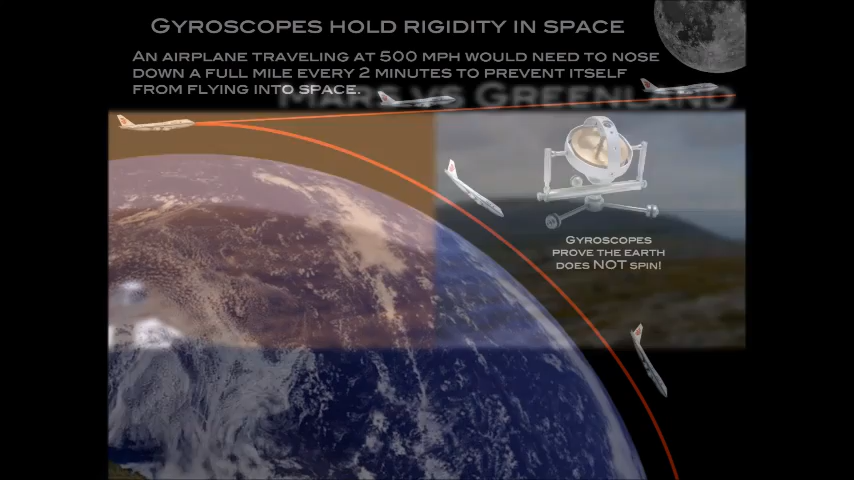 GYROSCOPES HOLD RIGIDITY IN SPACE
AN AIRPLANE TRAVELING AT 500 MPH WOULD NEED TO NOSE
DOWN A FULL MILE EVERY 2 MINUTES TO PREVENT ITSELF
FROM FLYING INTO SPACE.
MARS VS GREENLAND
GYROSCOPES
PROVE THE EARTH
DOES NOT SPIN!